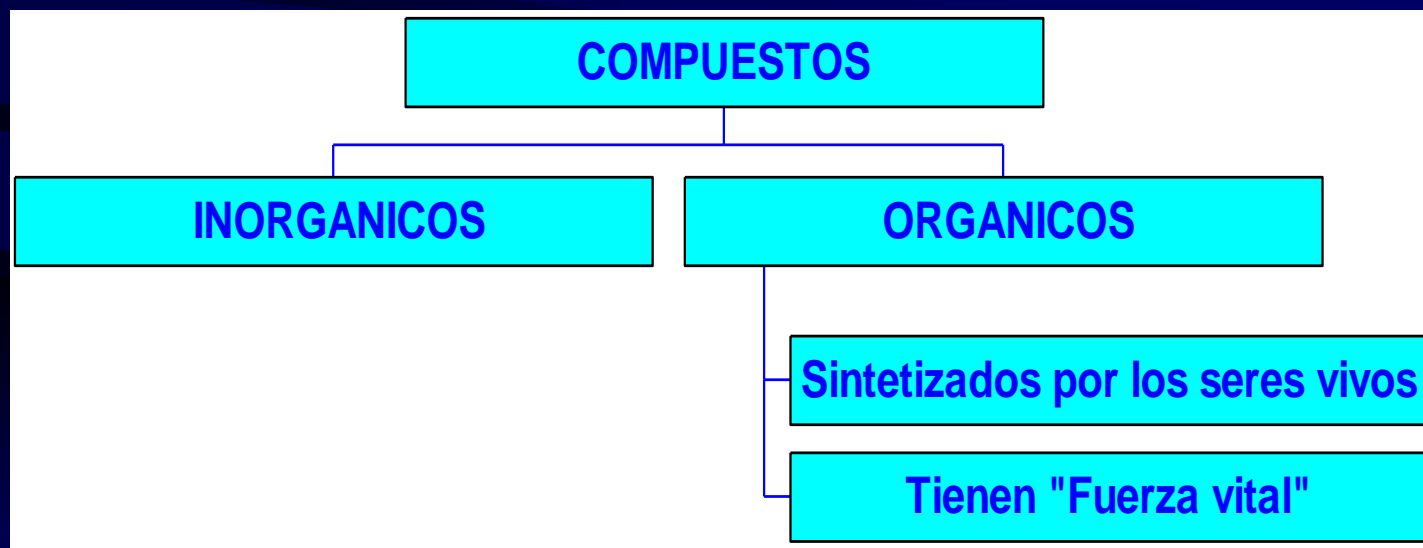 COMPUESTOS
INORGANICOS
ORGANICOS
Sintetizados por los seres vivos
Tienen "Fuerza vital"